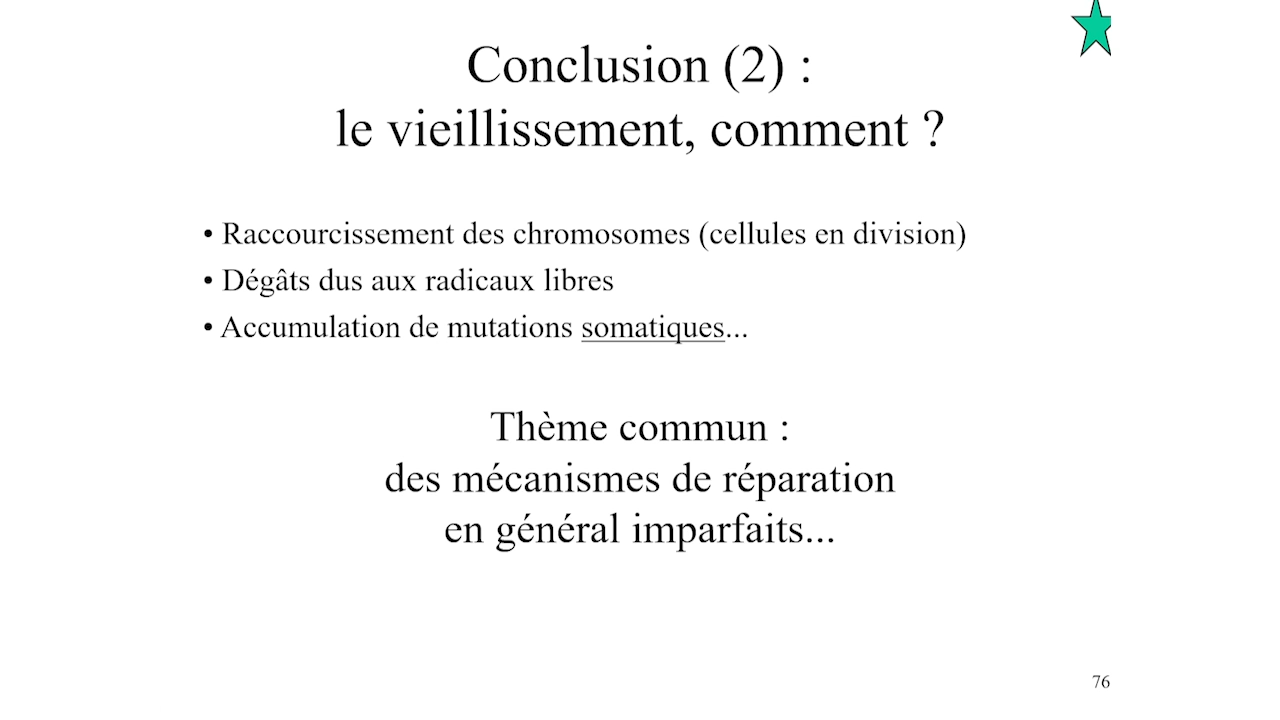 Conclusion (2) :
le vieillissement, comment ?
• Raccourcissement des chromosomes (cellules en division)
• Dégâts dus aux radicaux libres
• Accumulation de mutations somatiques...
Thème commun :
des mécanismes de réparation
en général imparfaits...
76